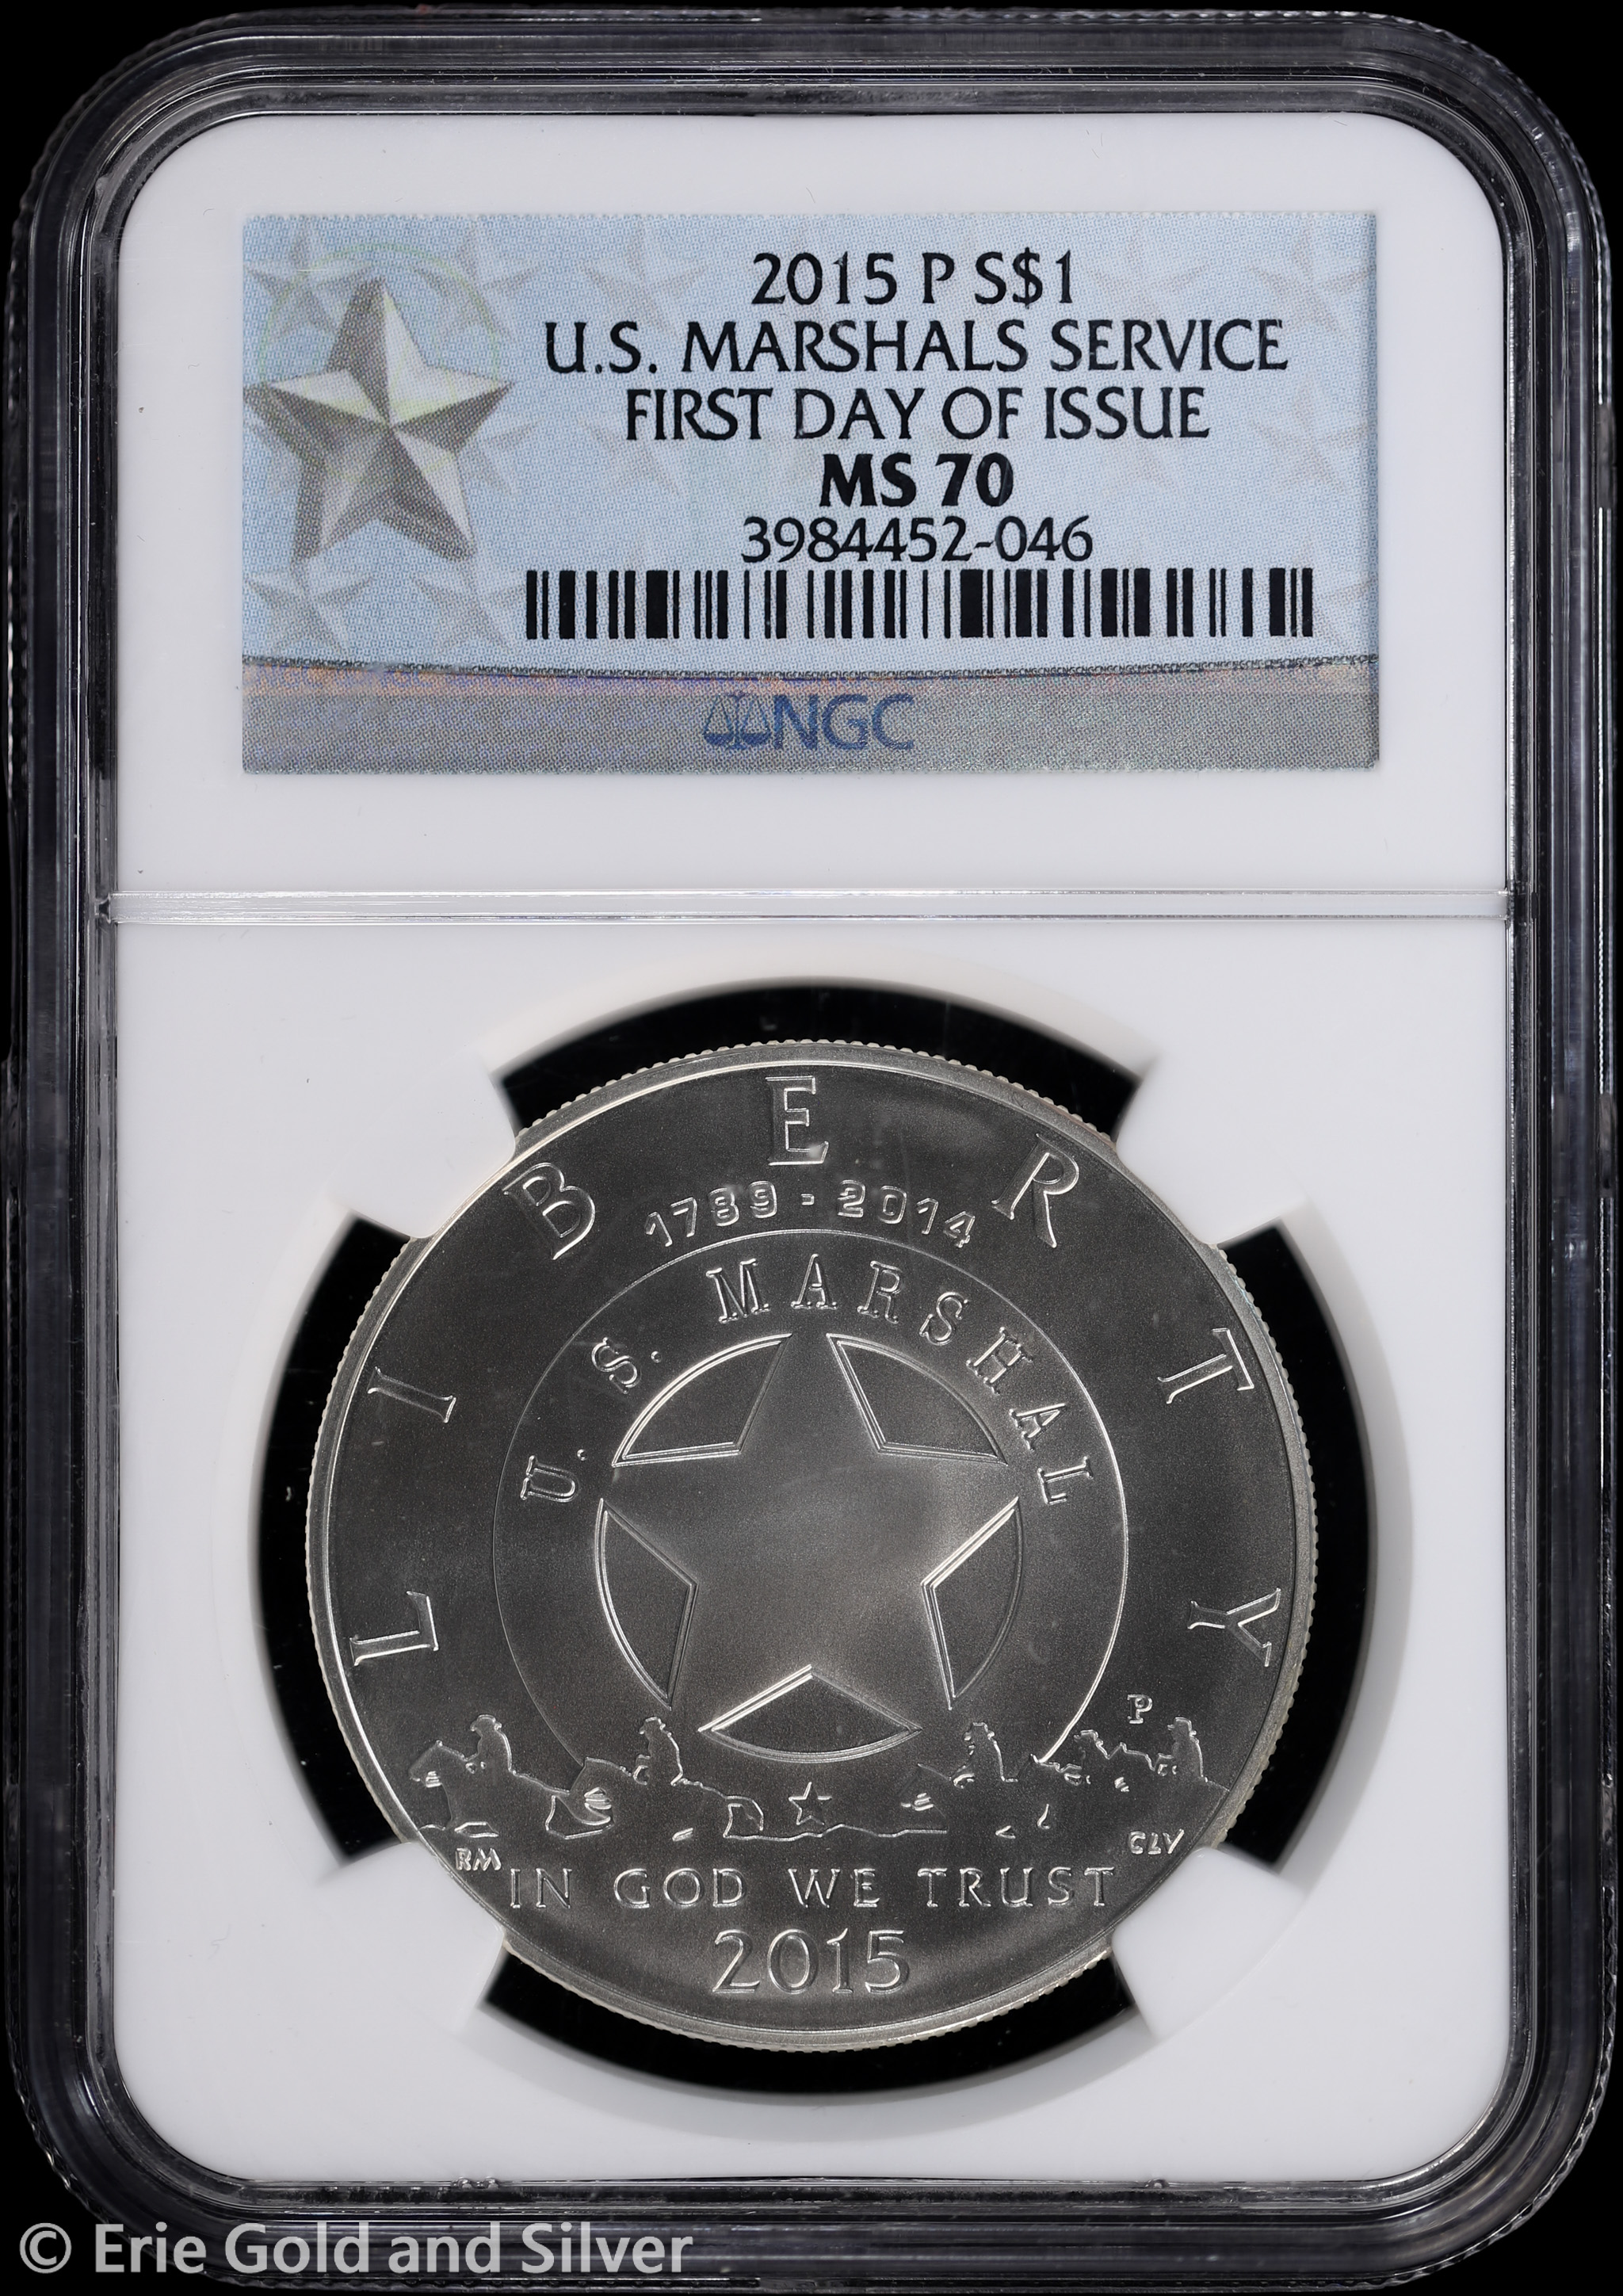 2015 P S$1
U.S. MARSHALS SERVICE
FIRST DAY OF ISSUE
MS 70
3984452-046
NGC
LIBERTY
1789 - 2014
U.S. MARSHAL
P
RM
CLV
IN GOD WE TRUST
2015
© Erie Gold and Silver